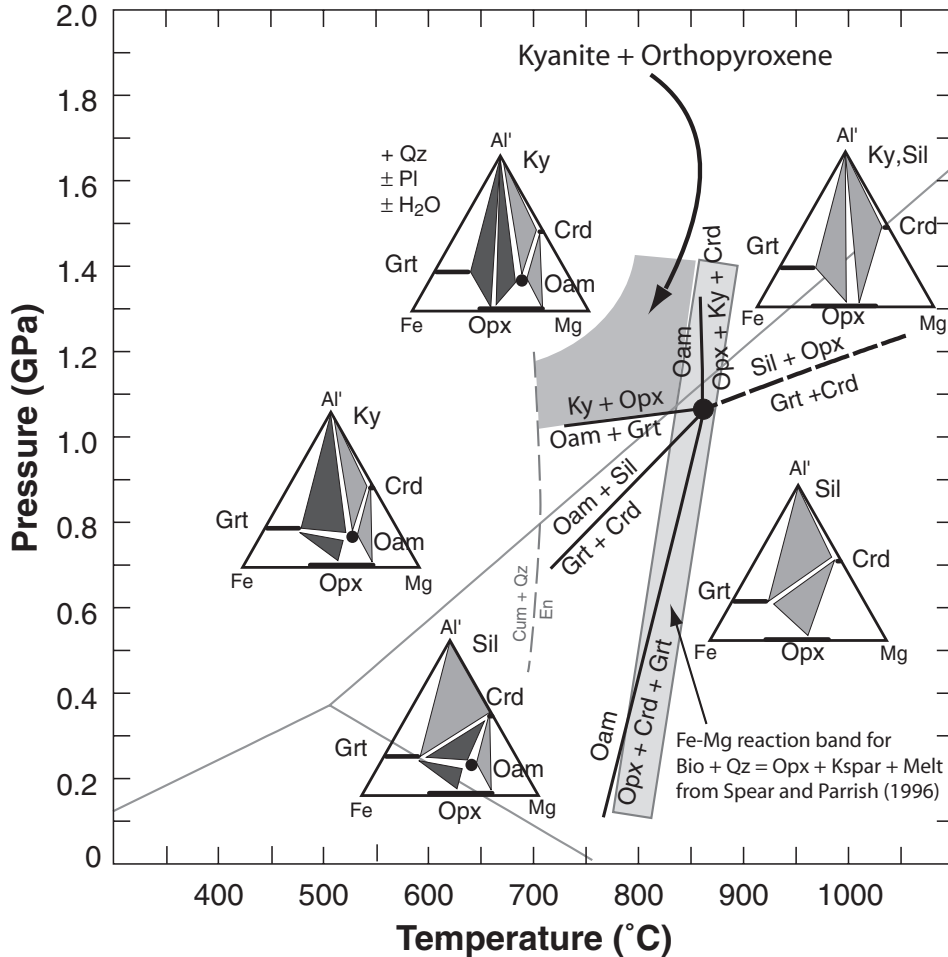 2.0
1.8
1.6
1.4
1.2
1.0
0.8
0.6
0.4
0.2
0
Pressure (GPa)
400
500
600
700
800
900
1000
Temperature (˚C)
Kyanite + Orthopyroxene
+ Qz
± Pl
± H2O
Al'
Ky
Crd
Grt
Oam
Fe
Opx
Mg
Al'
Ky,Sil
Crd
Grt
Fe
Opx
Mg
Oam
Opx + Ky + Crd
Sil + Opx
Grt +Crd
Ky + Opx
Oam + Grt
Oam + Sil
Grt + Crd
Al'
Ky
Crd
Grt
Oam
Fe
Opx
Mg
Al'
Sil
Crd
Grt
Fe
Opx
Mg
Cum + Qz
En
Al'
Sil
Crd
Grt
Oam
Fe
Opx
Mg
Oam
Opx + Crd + Grt
Fe-Mg reaction band for
Bio + Qz = Opx + Kspar + Melt
from Spear and Parrish (1996)